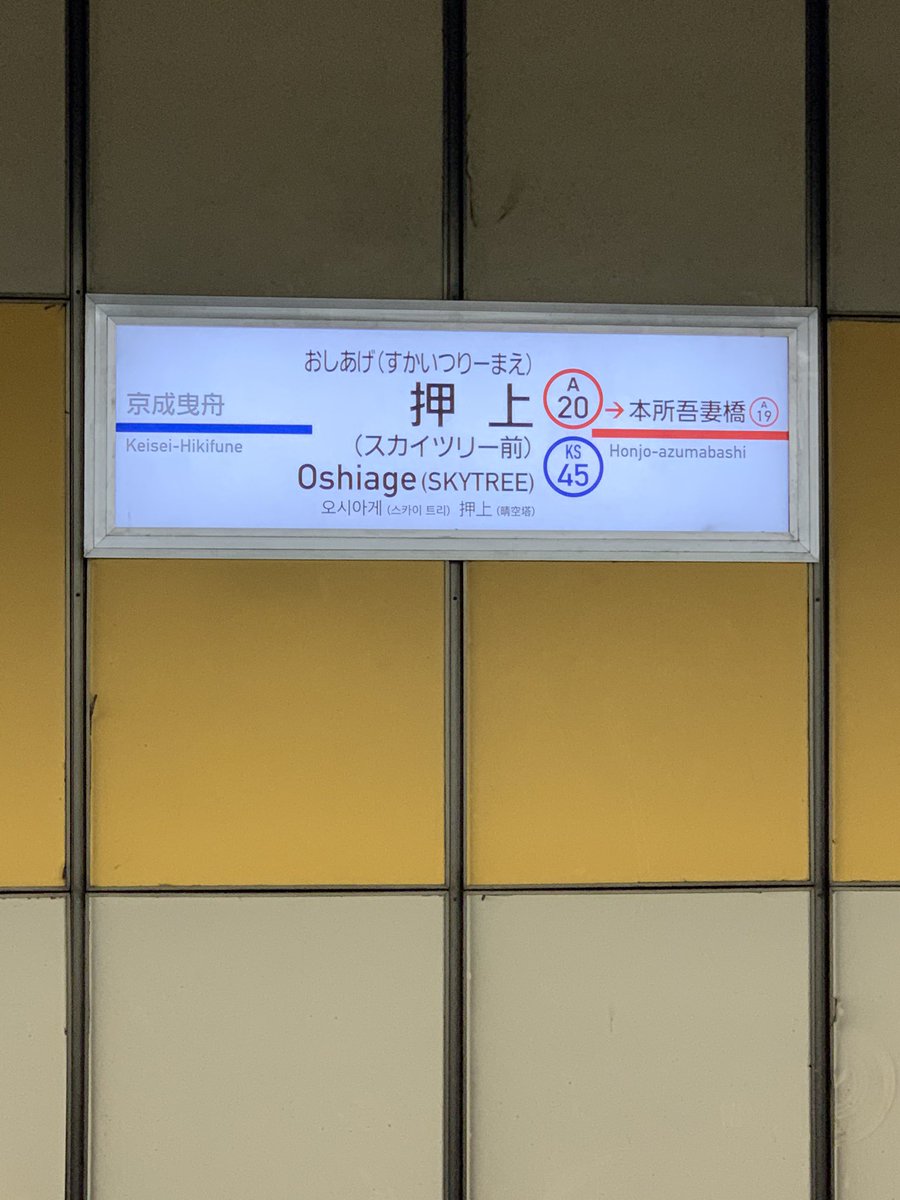 おしあげ(すかいつりーまえ)
京成曳舟
Keisei-Hikifune
押 上
(スカイツリー前)
Oshiage (SKYTREE)
오시아게 (스카이 트리) 押上 (晴空塔)
A
20
KS
45
→本所吾妻橋 A 19
Honjo-azumabashi